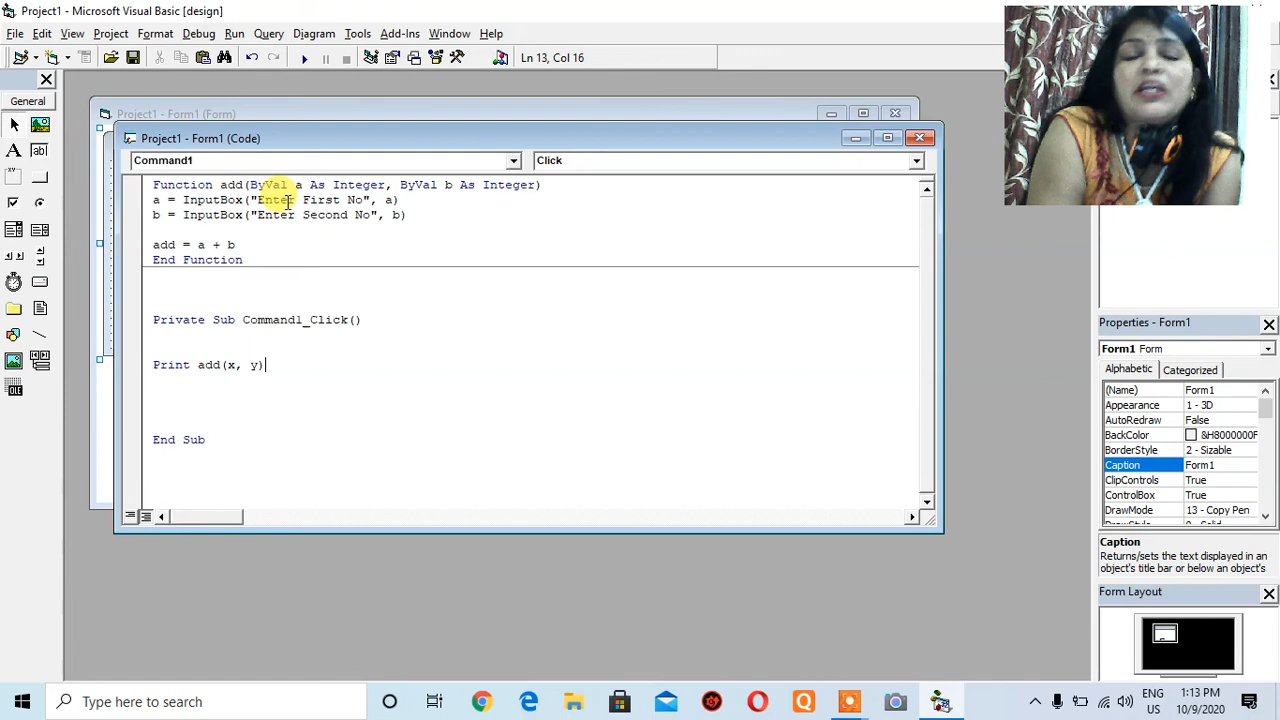 Project1 - Microsoft Visual Basic [design]
File Edit View Project Format Debug Run Query Diagram Tools Add-Ins Window Help
Ln 13, Col 16
General
Project1 - Form1 (Form)
Project1 - Form1 (Code)
Command1
Click
Function add(ByVal a As Integer, ByVal b As Integer)
a = InputBox("Enter First No", a)
b = InputBox("Enter Second No", b)
add = a + b
End Function
Private Sub Command1_Click()
Print add(x, y)
End Sub
Properties - Form1
Form1 Form
Alphabetic Categorized
(Name) Form1
Appearance 1 - 3D
AutoRedraw False
BackColor &H8000000F
BorderStyle 2 - Sizable
Caption Form1
ClipControls True
ControlBox True
DrawMode 13 - Copy Pen
Caption
Returns/sets the text displayed in an
object's title bar or below an object's
Form Layout
Type here to search
ENG
US
1:13 PM
10/9/2020